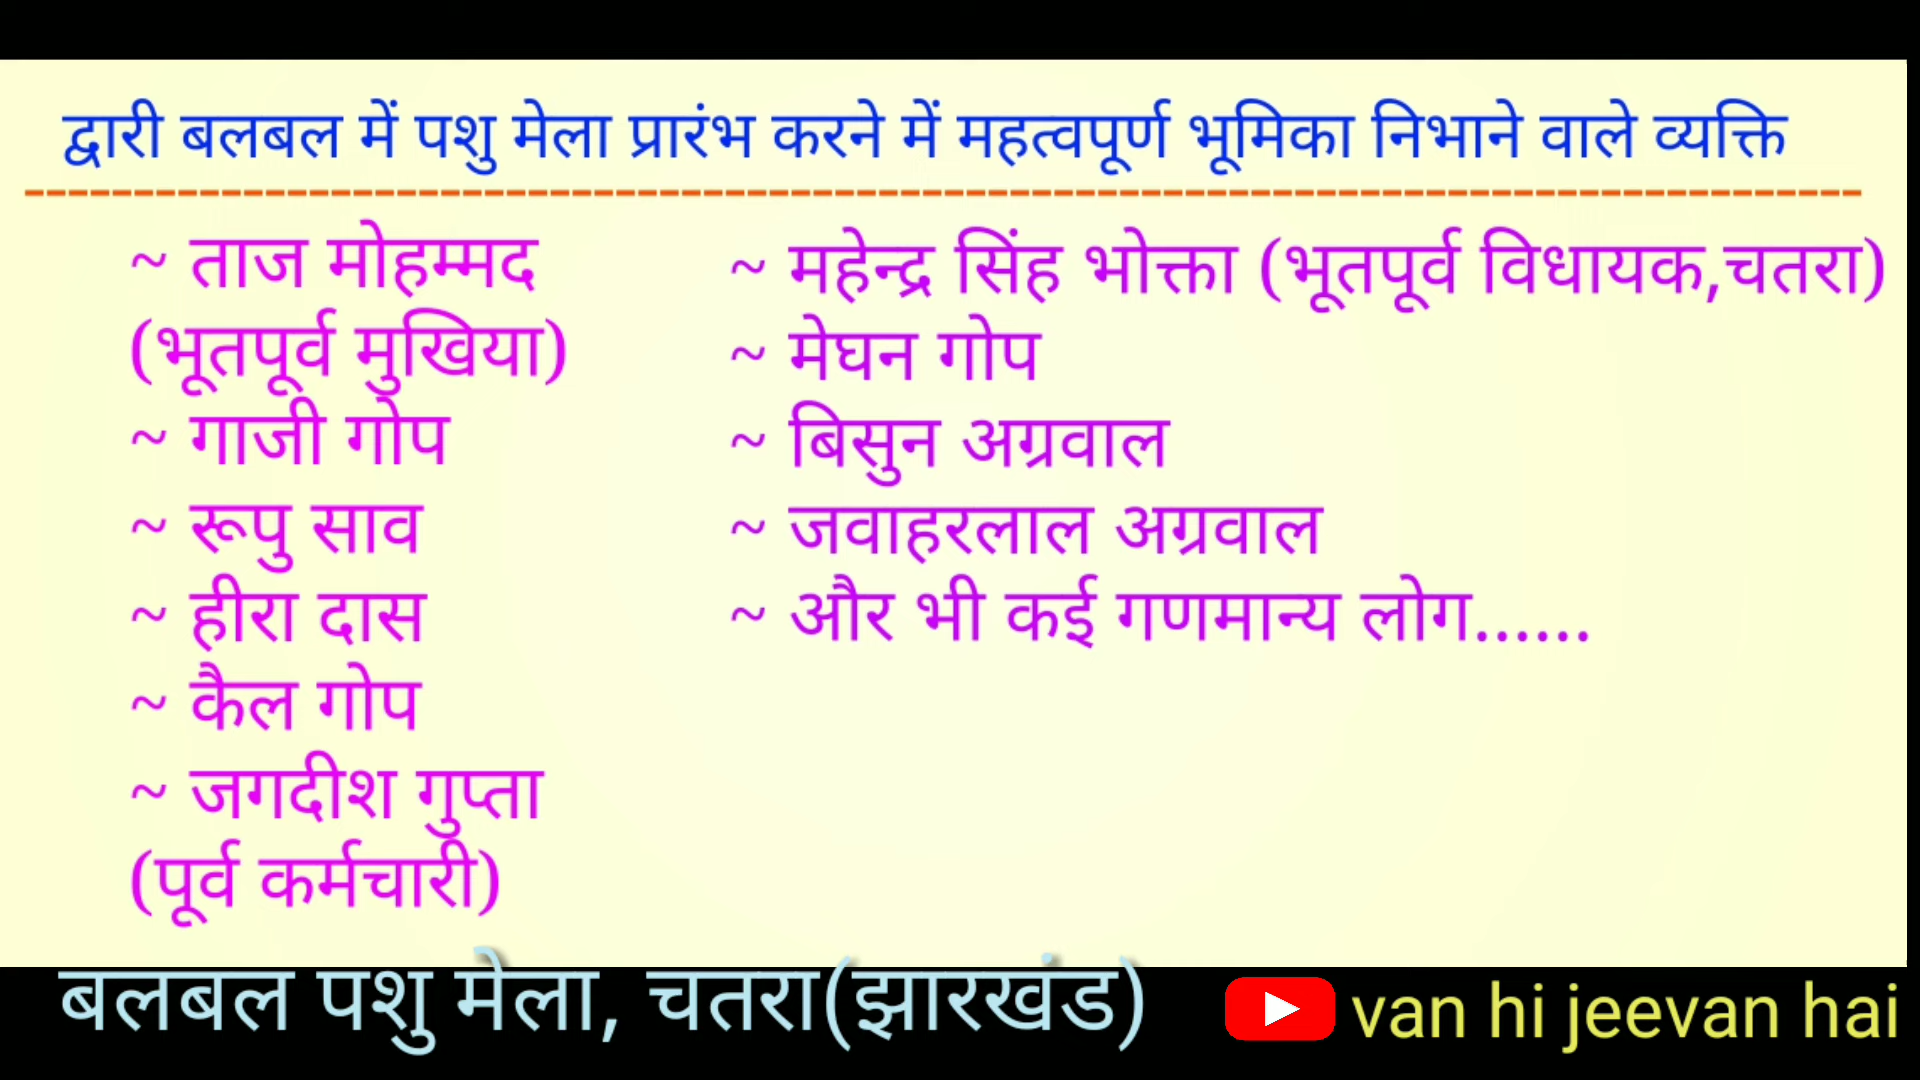 द्वारी बलबल में पशु मेला प्रारंभ करने में महत्वपूर्ण भूमिका निभाने वाले व्यक्ति
~ ताज मोहम्मद
(भूतपूर्व मुखिया)
~ गाजी गोप
~ रूपु साव
~ हीरा दास
~ कैल गोप
~ जगदीश गुप्ता
(पूर्व कर्मचारी)
~ महेन्द्र सिंह भोक्ता (भूतपूर्व विधायक,चतरा)
~ मेघन गोप
~ बिसुन अग्रवाल
~ जवाहरलाल अग्रवाल
~ और भी कई गणमान्य लोग......
बलबल पशु मेला, चतरा(झारखंड)
van hi jeevan hai